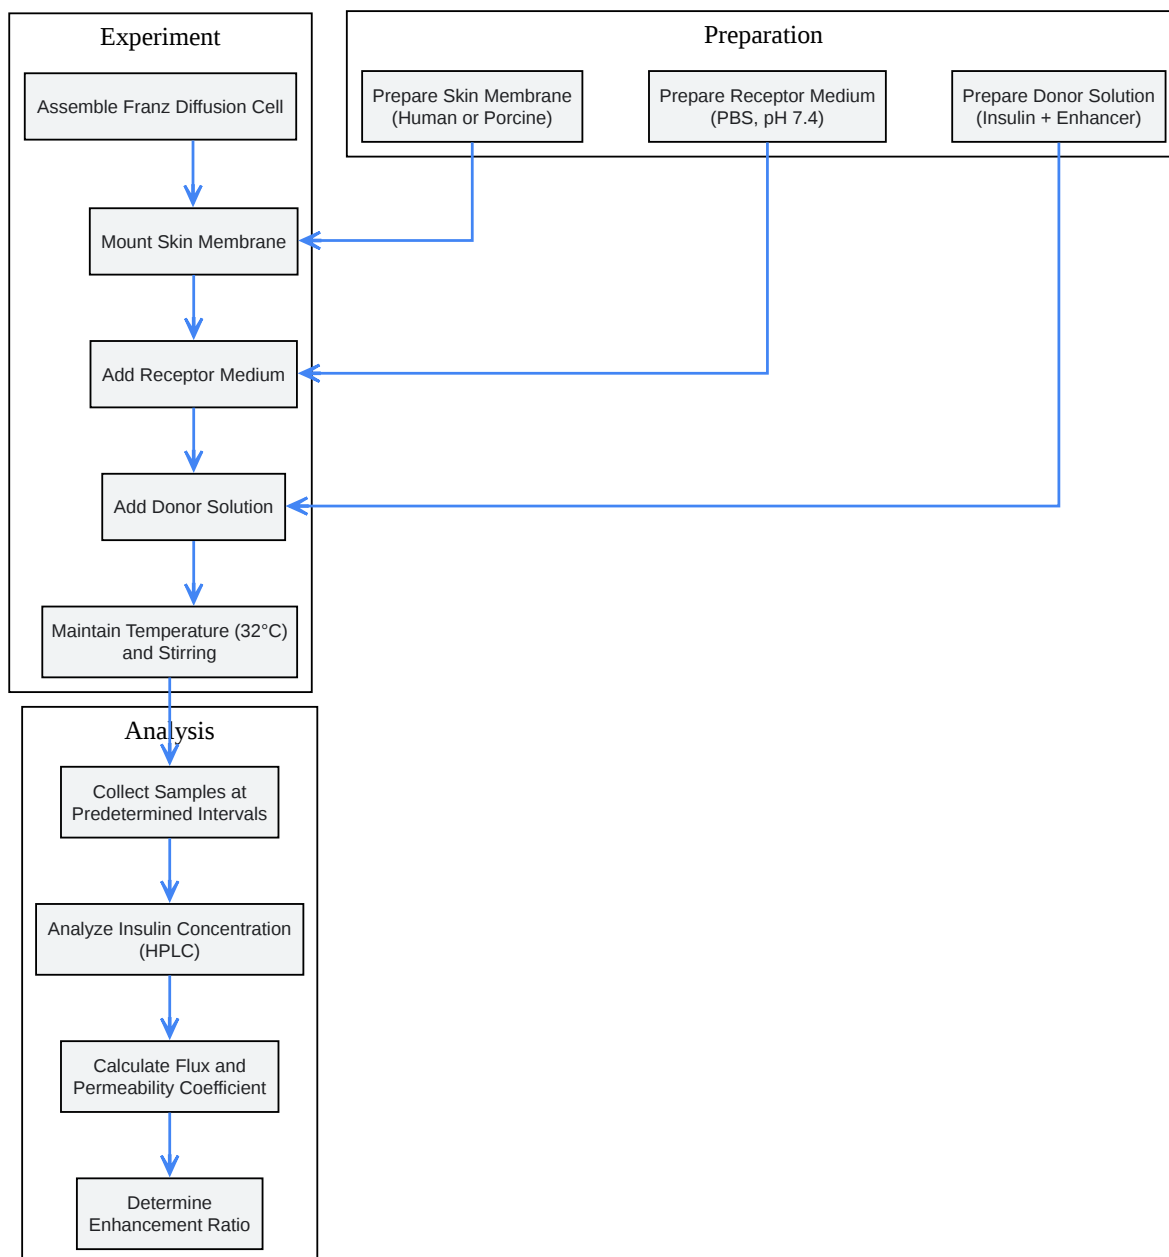 Experiment
Assemble Franz Diffusion Cell
Mount Skin Membrane
Add Receptor Medium
Add Donor Solution
Maintain Temperature (32°C)
and Stirring
Preparation
Prepare Skin Membrane
(Human or Porcine)
Prepare Receptor Medium
(PBS, pH 7.4)
Prepare Donor Solution
(Insulin + Enhancer)
Analysis
Collect Samples at
Predetermined Intervals
Analyze Insulin Concentration
(HPLC)
Calculate Flux and
Permeability Coefficient
Determine
Enhancement Ratio